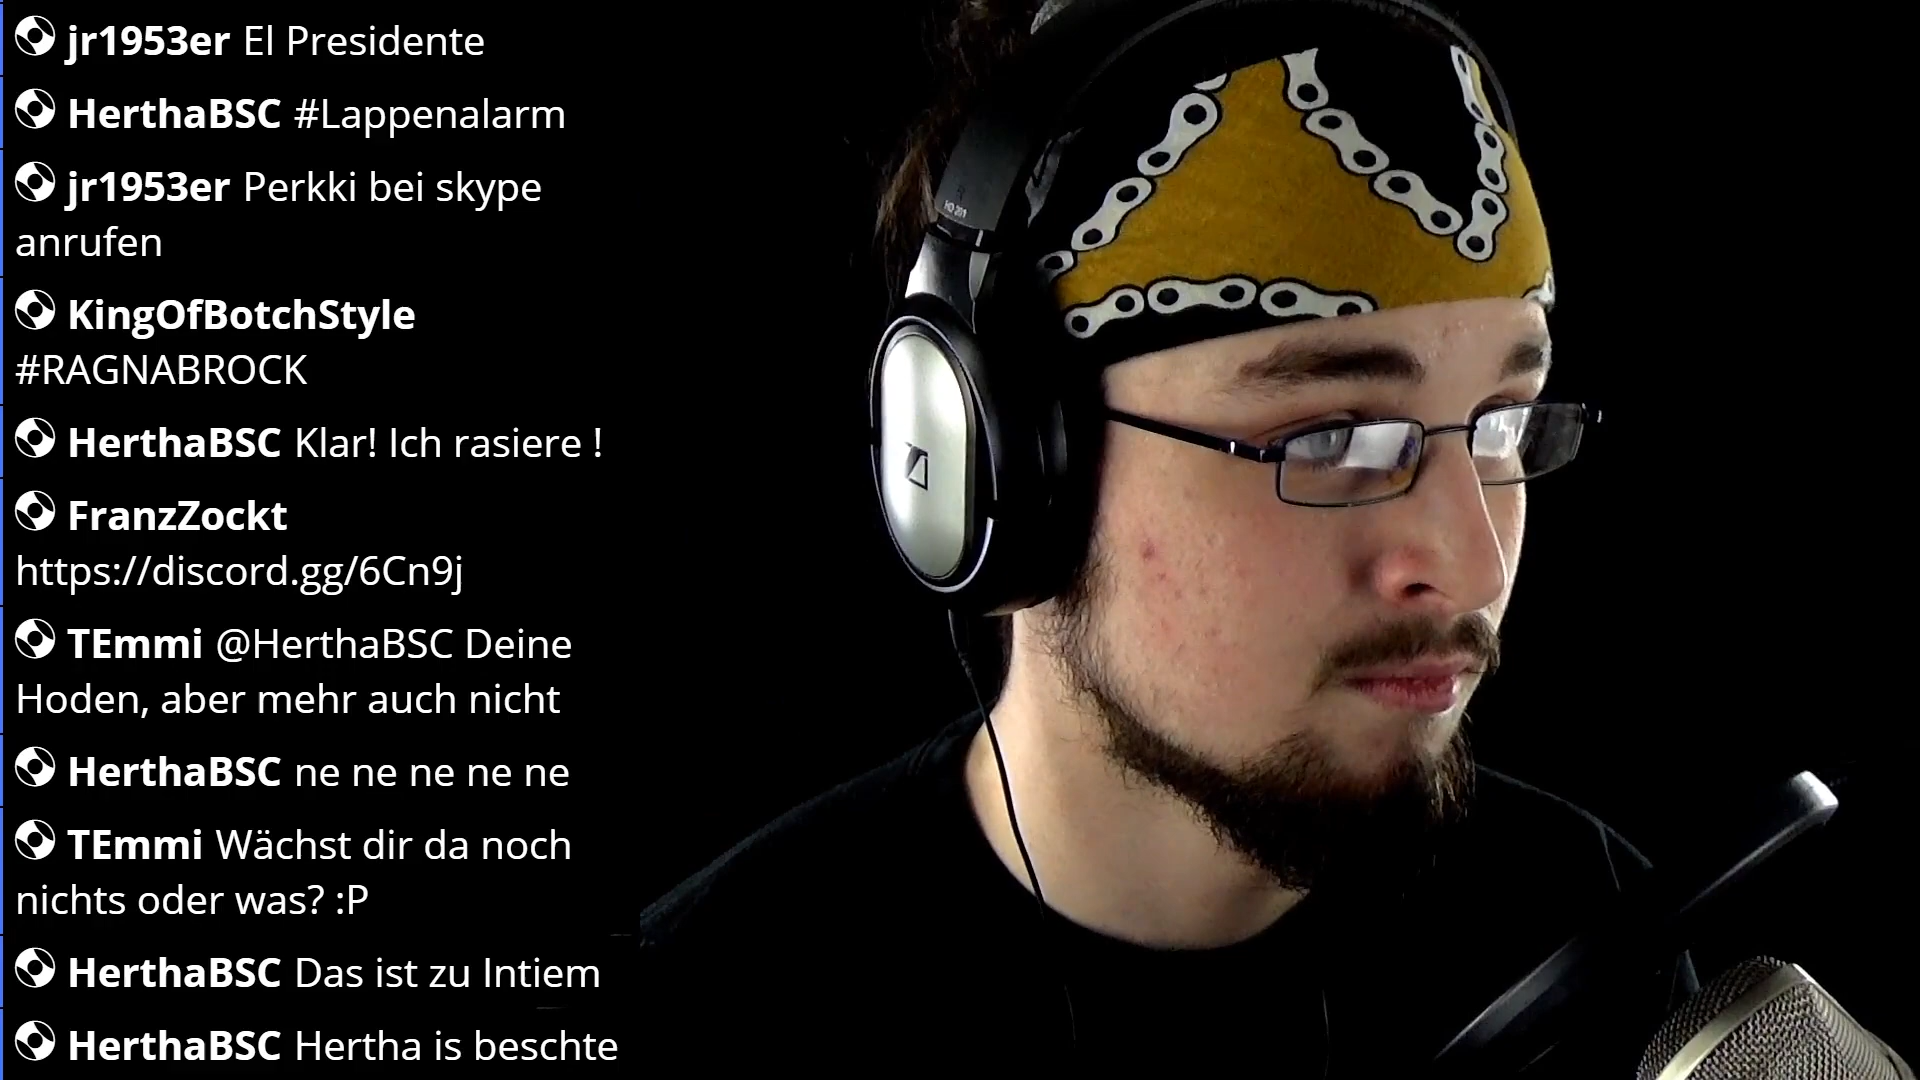 jr1953er El Presidente
HerthaBSC #Lappenalarm
jr1953er Perkki bei skype
anrufen
KingOfBotchStyle
#RAGNABROCK
HerthaBSC Klar! Ich rasiere !
FranzZockt
https://discord.gg/6Cn9j
TEmmi @HerthaBSC Deine
Hoden, aber mehr auch nicht
HerthaBSC ne ne ne ne ne
TEmmi Wächst dir da noch
nichts oder was? :P
HerthaBSC Das ist zu Intiem
HerthaBSC Hertha is beschte
HD 201